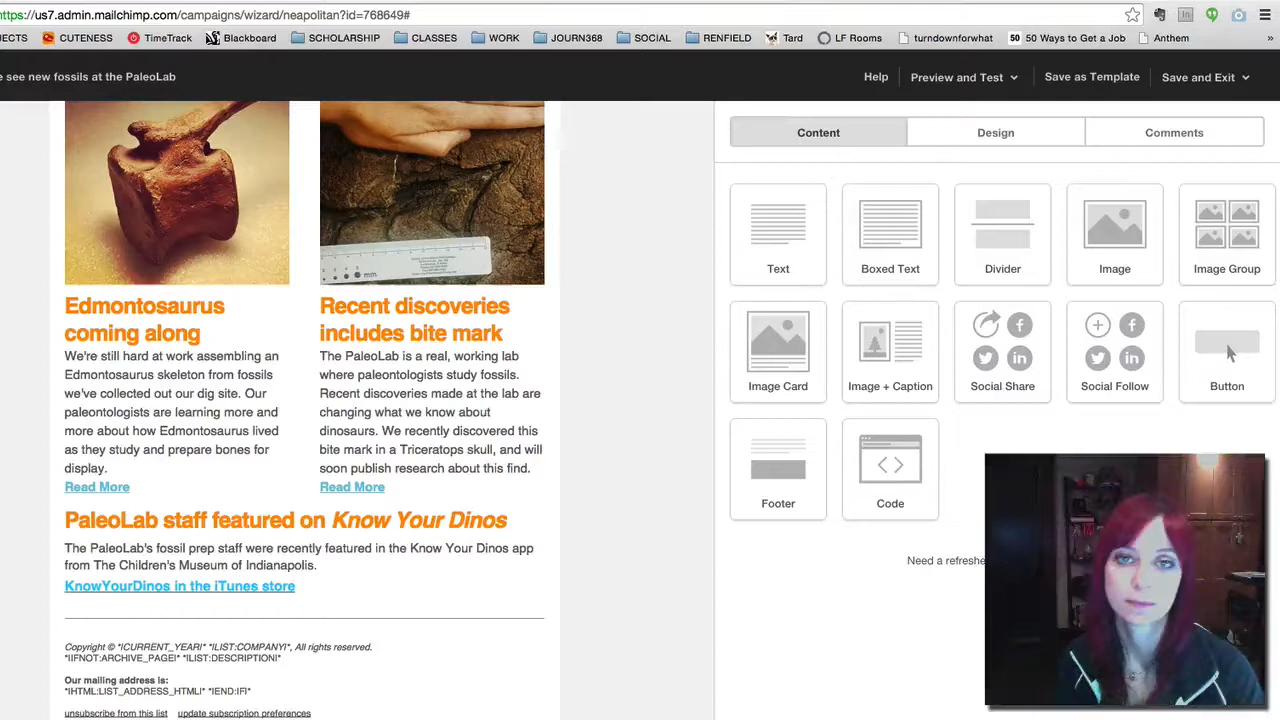 https://us7.admin.mailchimp.com/campaigns/wizard/neapolitan?id=768649#
JECTS CUTENESS TimeTrack Blackboard SCHOLARSHIP CLASSES WORK JOURN368 SOCIAL RENFIELD Tard LF Rooms turndownforwhat 50 50 Ways to Get a Job Anthem »
e see new fossils at the PaleoLab
Help Preview and Test Save as Template Save and Exit
Content Design Comments
Text Boxed Text Divider Image Image Group
Image Card Image + Caption Social Share Social Follow Button
Footer Code
Need a refreshe
mm
Edmontosaurus
coming along
We're still hard at work assembling an
Edmontosaurus skeleton from fossils
we've collected out our dig site. Our
paleontologists are learning more and
more about how Edmontosaurus lived
as they study and prepare bones for
display.
Read More
Recent discoveries
includes bite mark
The PaleoLab is a real, working lab
where paleontologists study fossils.
Recent discoveries made at the lab are
changing what we know about
dinosaurs. We recently discovered this
bite mark in a Triceratops skull, and will
soon publish research about this find.
Read More
PaleoLab staff featured on Know Your Dinos
The PaleoLab's fossil prep staff were recently featured in the Know Your Dinos app
from The Children's Museum of Indianapolis.
KnowYourDinos in the iTunes store
Copyright © *|CURRENT_YEAR|* *|LIST:COMPANY|*, All rights reserved.
*|IFNOT:ARCHIVE_PAGE|* *|LIST:DESCRIPTION|*
Our mailing address is:
*|HTML:LIST_ADDRESS_HTML|* *|END:IF|*
unsubscribe from this list update subscription preferences